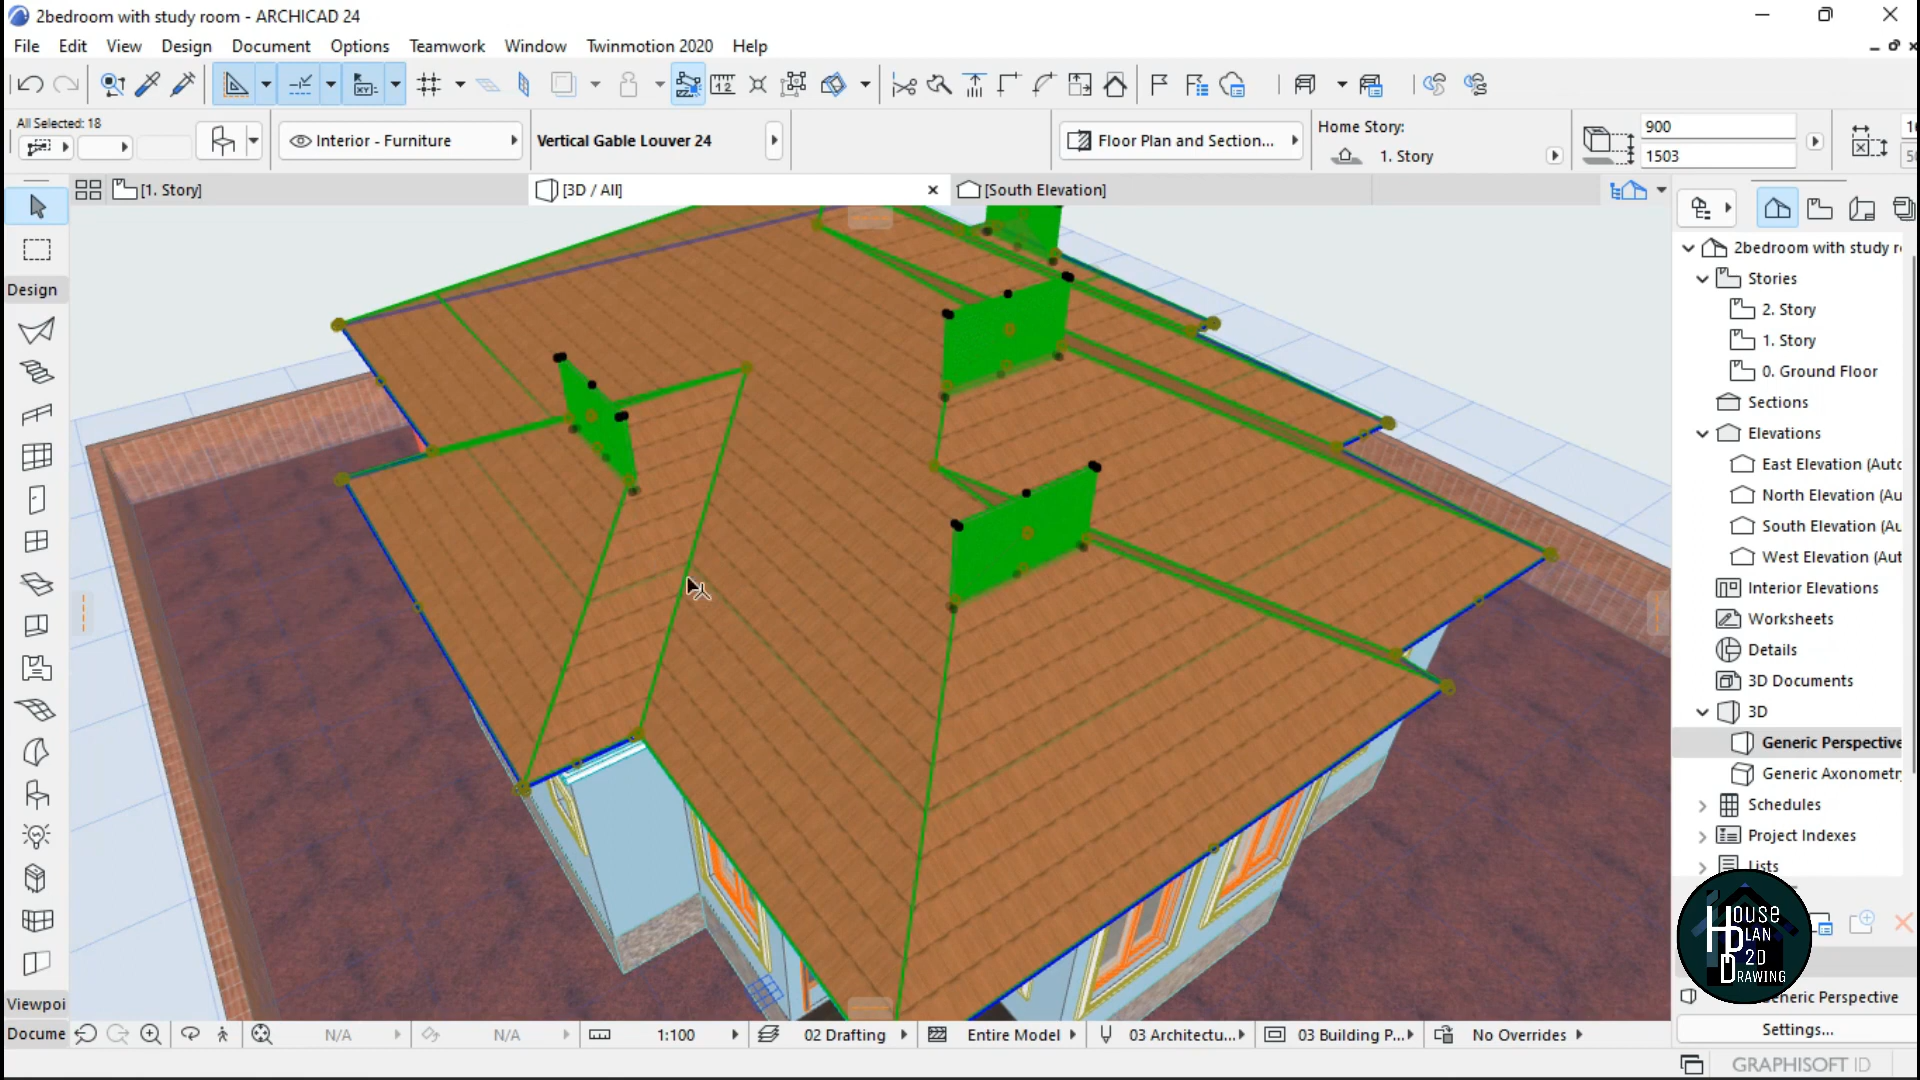 2bedroom with study room - ARCHICAD 24
File Edit View Design Document Options Teamwork Window Twinmotion 2020 Help
All Selected: 18
Interior - Furniture
Vertical Gable Louver 24
Floor Plan and Section...
Home Story:
1. Story
900
1503
[1. Story]
[3D / All]
[South Elevation]
Design
2bedroom with study r
Stories
2. Story
1. Story
0. Ground Floor
Sections
Elevations
East Elevation (Aut
North Elevation (Au
South Elevation (Au
West Elevation (Aut
Interior Elevations
Worksheets
Details
3D Documents
3D
Generic Perspective
Generic Axonometr
Schedules
Project Indexes
Lists
House
Plan
2D
Drawing
Generic Perspective
Settings...
Viewpoi
Docume
N/A
N/A
1:100
02 Drafting
Entire Model
03 Architectu...
03 Building P...
No Overrides
GRAPHISOFT ID